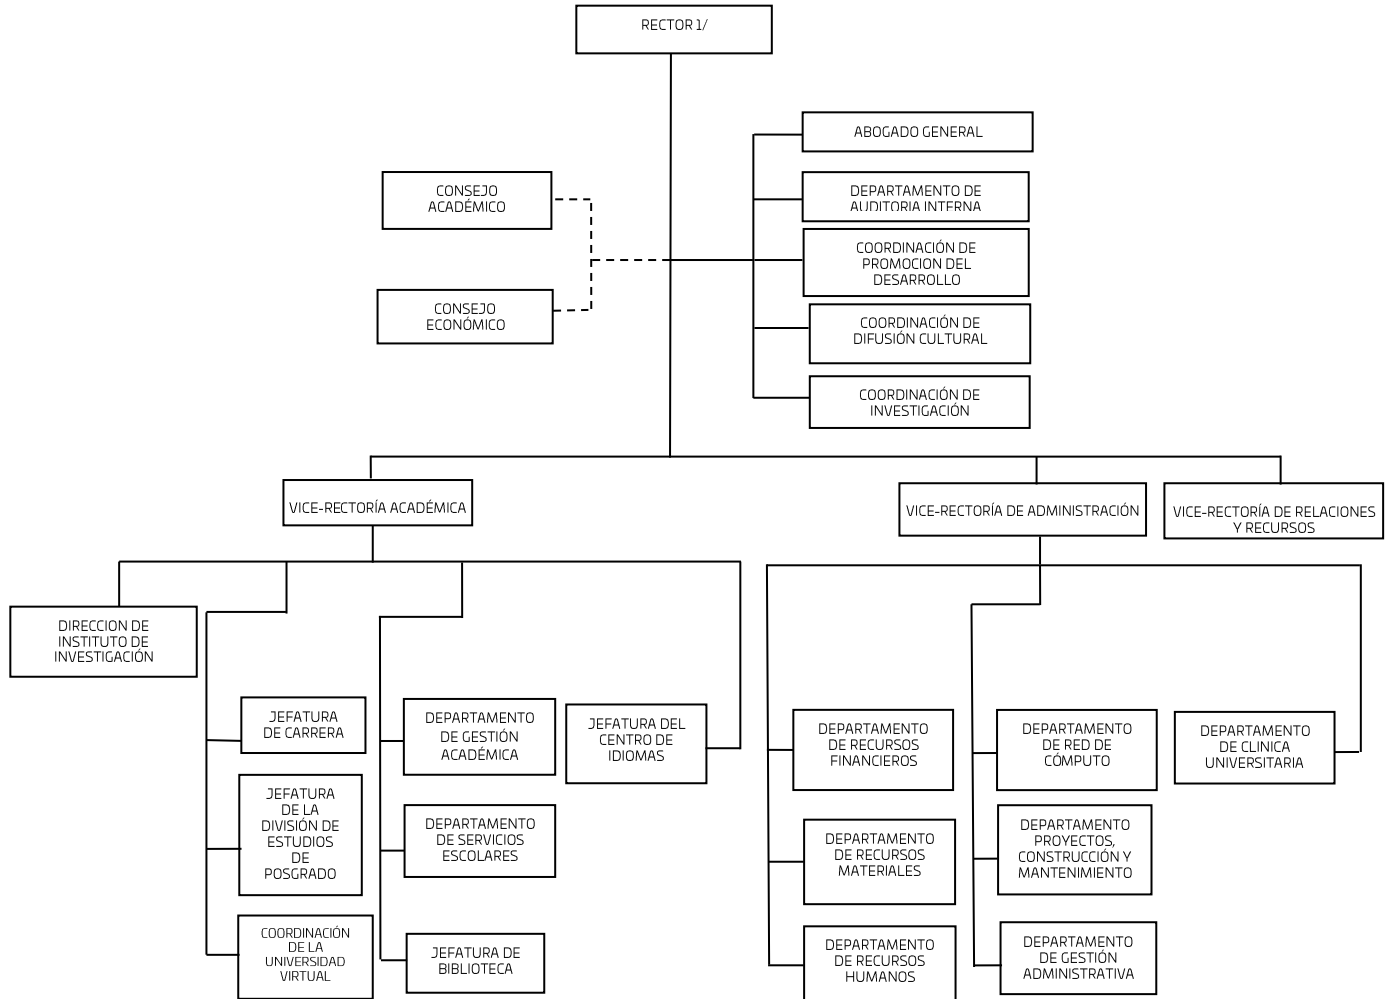 RECTOR 1/
ABOGADO GENERAL
CONSEJO
ACADÉMICO
DEPARTAMENTO DE
AUDITORIA INTERNA
COORDINACIÓN DE
PROMOCION DEL
DESARROLLO
CONSEJO
ECONÓMICO
COORDINACIÓN DE
DIFUSIÓN CULTURAL
COORDINACIÓN DE
INVESTIGACIÓN
VICE-RECTORÍA ACADÉMICA
VICE-RECTORÍA DE ADMINISTRACIÓN
VICE-RECTORÍA DE RELACIONES
Y RECURSOS
DIRECCION DE
INSTITUTO DE
INVESTIGACIÓN
JEFATURA
DE CARRERA
JEFATURA
DE LA
DIVISIÓN DE
ESTUDIOS
DE
POSGRADO
COORDINACIÓN
DE LA
UNIVERSIDAD
VIRTUAL
DEPARTAMENTO
DE GESTIÓN
ACADÉMICA
DEPARTAMENTO
DE SERVICIOS
ESCOLARES
JEFATURA DE
BIBLIOTECA
JEFATURA DEL
CENTRO DE
IDIOMAS
DEPARTAMENTO
DE RECURSOS
FINANCIEROS
DEPARTAMENTO
DE RECURSOS
MATERIALES
DEPARTAMENTO
DE RECURSOS
HUMANOS
DEPARTAMENTO
DE RED DE
CÓMPUTO
DEPARTAMENTO
PROYECTOS,
CONSTRUCCIÓN Y
MANTENIMIENTO
DEPARTAMENTO
DE GESTIÓN
ADMINISTRATIVA
DEPARTAMENTO
DE CLINICA
UNIVERSITARIA